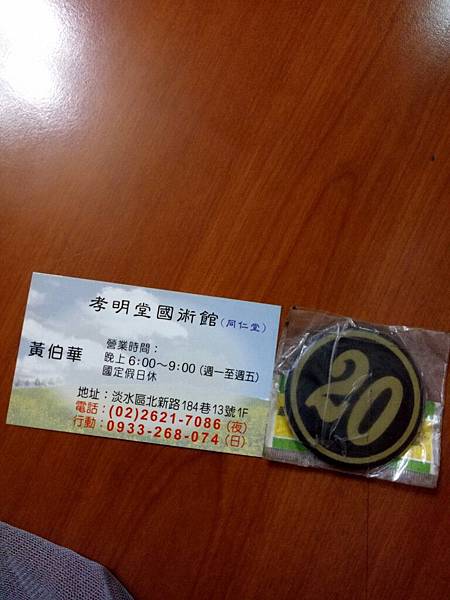 孝明堂國術館(同仁堂)
黃伯華
營業時間：
晚上6:00～9:00(週一至週五)
國定假日休
地址：淡水區北新路184巷13號1F
電話：(02)2621-7086(夜)
行動：0933-268-074(日)
20